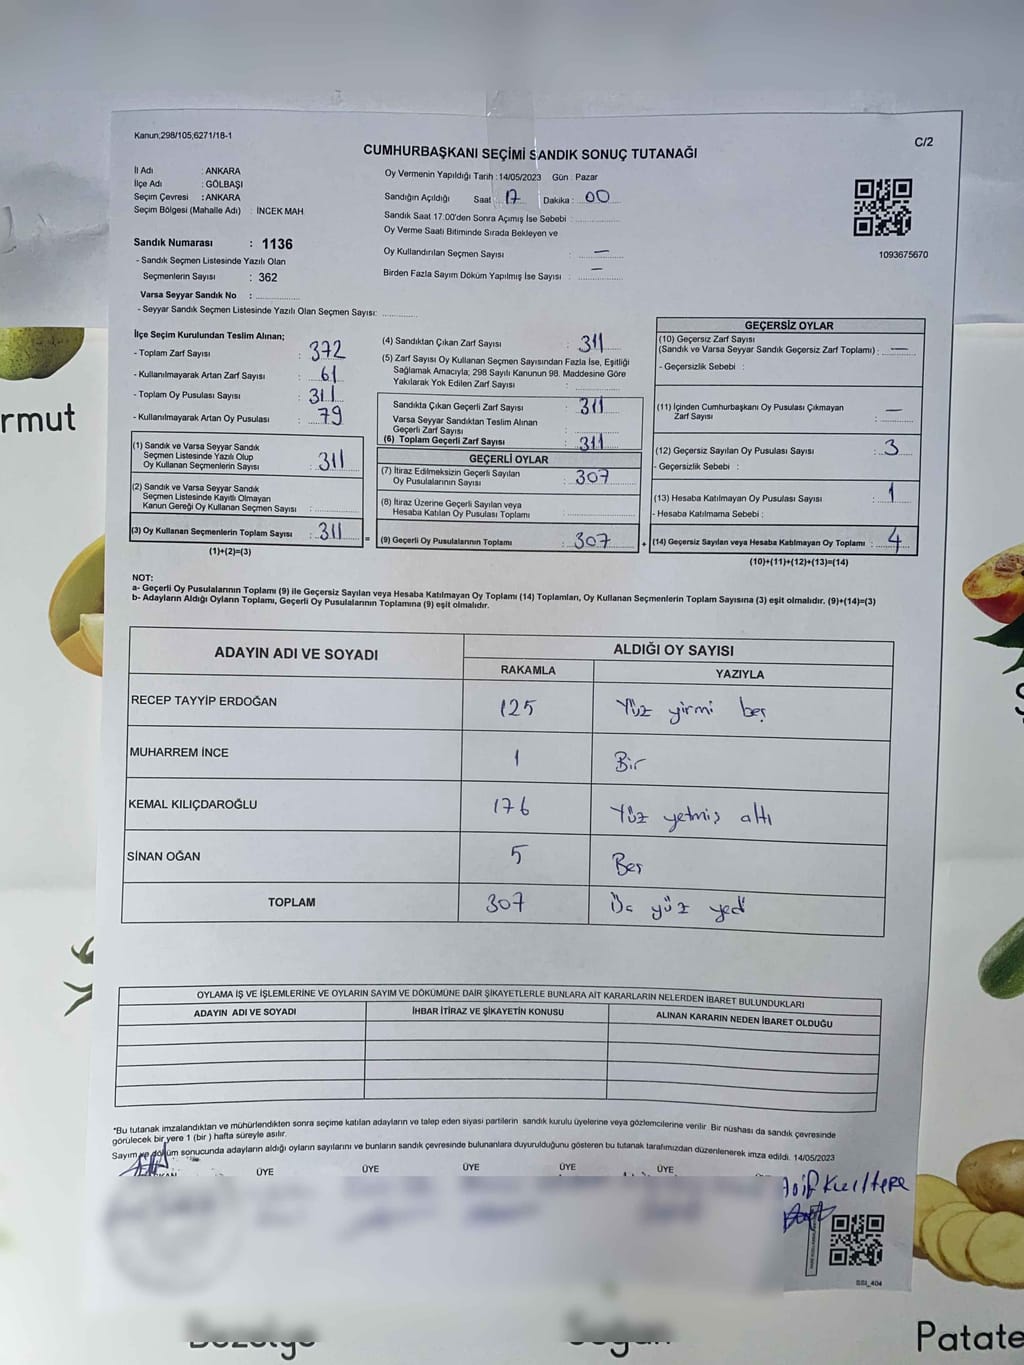 Kanun;298/105;6271/18-1
C/2
CUMHURBAŞKANI SEÇİMİ SANDIK SONUÇ TUTANAĞI
İl Adı : ANKARA
İlçe Adı : GÖLBAŞI
Seçim Çevresi : ANKARA
Seçim Bölgesi (Mahalle Adı) : İNCEK MAH.
Oy Vermenin Yapıldığı Tarih : 14/05/2023 Gün : Pazar
Sandığın Açıldığı Saat : 17 Dakika : 00
Sandık Saat 17:00'den Sonra Açımış İse Sebebi :
Oy Verme Saati Bitiminde Sırada Bekleyen ve
Oy Kullandırılan Seçmen Sayısı : —
Birden Fazla Sayım Döküm Yapılmış İse Sayısı : —
1093675670
Sandık Numarası : 1136
- Sandık Seçmen Listesinde Yazılı Olan
Seçmenlerin Sayısı : 362
Varsa Seyyar Sandık No :
- Seyyar Sandık Seçmen Listesinde Yazılı Olan Seçmen Sayısı:
İlçe Seçim Kurulundan Teslim Alınan;
- Toplam Zarf Sayısı : 372
- Kullanılmayarak Artan Zarf Sayısı : 61
- Toplam Oy Pusulası Sayısı : 311
- Kullanılmayarak Artan Oy Pusulası : 79
(1) Sandık ve Varsa Seyyar Sandık
Seçmen Listesinde Yazılı Olup
Oy Kullanan Seçmenlerin Sayısı : 311
(2) Sandık ve Varsa Seyyar Sandık
Seçmen Listesinde Kayıtlı Olmayan
Kanun Gereği Oy Kullanan Seçmen Sayısı :
(3) Oy Kullanan Seçmenlerin Toplam Sayısı : 311
(1)+(2)=(3)
=
(4) Sandıktan Çıkan Zarf Sayısı : 311
(5) Zarf Sayısı Oy Kullanan Seçmen Sayısından Fazla İse, Eşitliği
Sağlamak Amacıyla; 298 Sayılı Kanunun 98. Maddesine Göre
Yakılarak Yok Edilen Zarf Sayısı :
Sandıkta Çıkan Geçerli Zarf Sayısı : 311
Varsa Seyyar Sandıktan Teslim Alınan
Geçerli Zarf Sayısı :
(6) Toplam Geçerli Zarf Sayısı : 311
GEÇERLİ OYLAR
(7) İtiraz Edilmeksizin Geçerli Sayılan
Oy Pusulalarının Sayısı : 307
(8) İtiraz Üzerine Geçerli Sayılan veya
Hesaba Katılan Oy Pusulası Toplamı :
(9) Geçerli Oy Pusulalarının Toplamı : 307
+
GEÇERSİZ OYLAR
(10) Geçersiz Zarf Sayısı
(Sandık ve Varsa Seyyar Sandık Geçersiz Zarf Toplamı) : —
- Geçersizlik Sebebi :
(11) İçinden Cumhurbaşkanı Oy Pusulası Çıkmayan
Zarf Sayısı : —
(12) Geçersiz Sayılan Oy Pusulası Sayısı : 3
- Geçersizlik Sebebi :
(13) Hesaba Katılmayan Oy Pusulası Sayısı : 1
- Hesaba Katılmama Sebebi :
(14) Geçersiz Sayılan veya Hesaba Katılmayan Oy Toplamı : 4
(10)+(11)+(12)+(13)=(14)
NOT:
a- Geçerli Oy Pusulalarının Toplamı (9) ile Geçersiz Sayılan veya Hesaba Katılmayan Oy Toplamı (14) Toplamları, Oy Kullanan Seçmenlerin Toplam Sayısına (3) eşit olmalıdır. (9)+(14)=(3)
b- Adayların Aldığı Oyların Toplamı, Geçerli Oy Pusulalarının Toplamına (9) eşit olmalıdır.
ADAYIN ADI VE SOYADI
ALDIĞI OY SAYISI
RAKAMLA YAZIYLA
RECEP TAYYİP ERDOĞAN 125 Yüz yirmi beş
MUHARREM İNCE 1 Bir
KEMAL KILIÇDAROĞLU 176 Yüz yetmiş altı
SİNAN OĞAN 5 Beş
TOPLAM 307 Üç yüz yedi
OYLAMA İŞ VE İŞLEMLERİNE VE OYLARIN SAYIM VE DÖKÜMÜNE DAİR ŞİKAYETLERLE BUNLARA AİT KARARLARIN NELERDEN İBARET BULUNDUKLARI
ADAYIN ADI VE SOYADI İHBAR İTİRAZ VE ŞİKAYETİN KONUSU ALINAN KARARIN NEDEN İBARET OLDUĞU
*Bu tutanak imzalandıktan ve mühürlendikten sonra seçime katılan adayların ve talep eden siyasi partilerin sandık kurulu üyelerine veya gözlemcilerine verilir. Bir nüshası da sandık çevresinde
görülecek bir yere 1 (bir) hafta süreyle asılır.
Sayım ve döküm sonucunda adayların aldığı oyların sayılarını ve bunların sandık çevresinde bulunanlara duyurulduğunu gösteren bu tutanak tarafımızdan düzenlenerek imza edildi. 14/05/2023
ÜYE ÜYE ÜYE ÜYE ÜYE
rmut
Patate